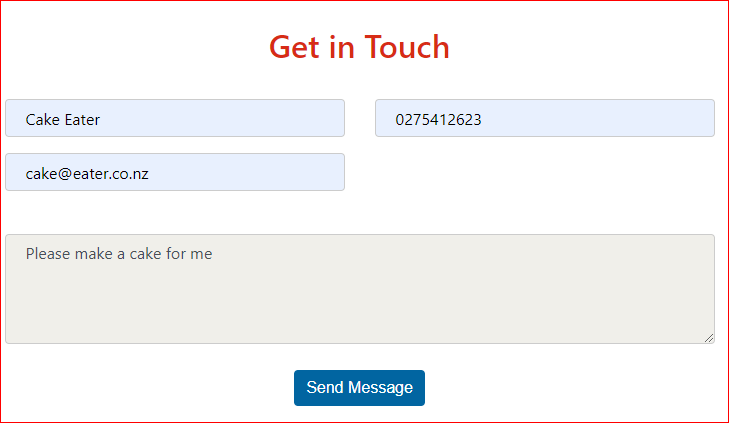 Get in Touch
Cake Eater
0275412623
cake@eater.co.nz
Please make a cake for me
Send Message